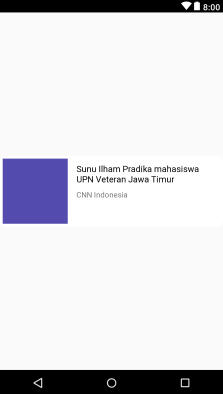 8:00
Sunu Ilham Pradika mahasiswa
UPN Veteran Jawa Timur
CNN Indonesia